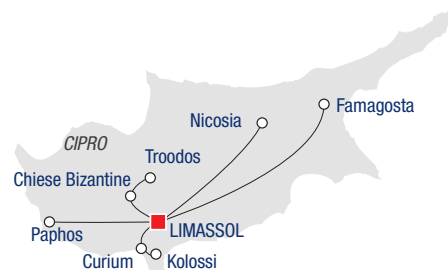 Famagosta
Nicosia
CIPRO
Troodos
Chiese Bizantine
LIMASSOL
Paphos
Curium
Kolossi